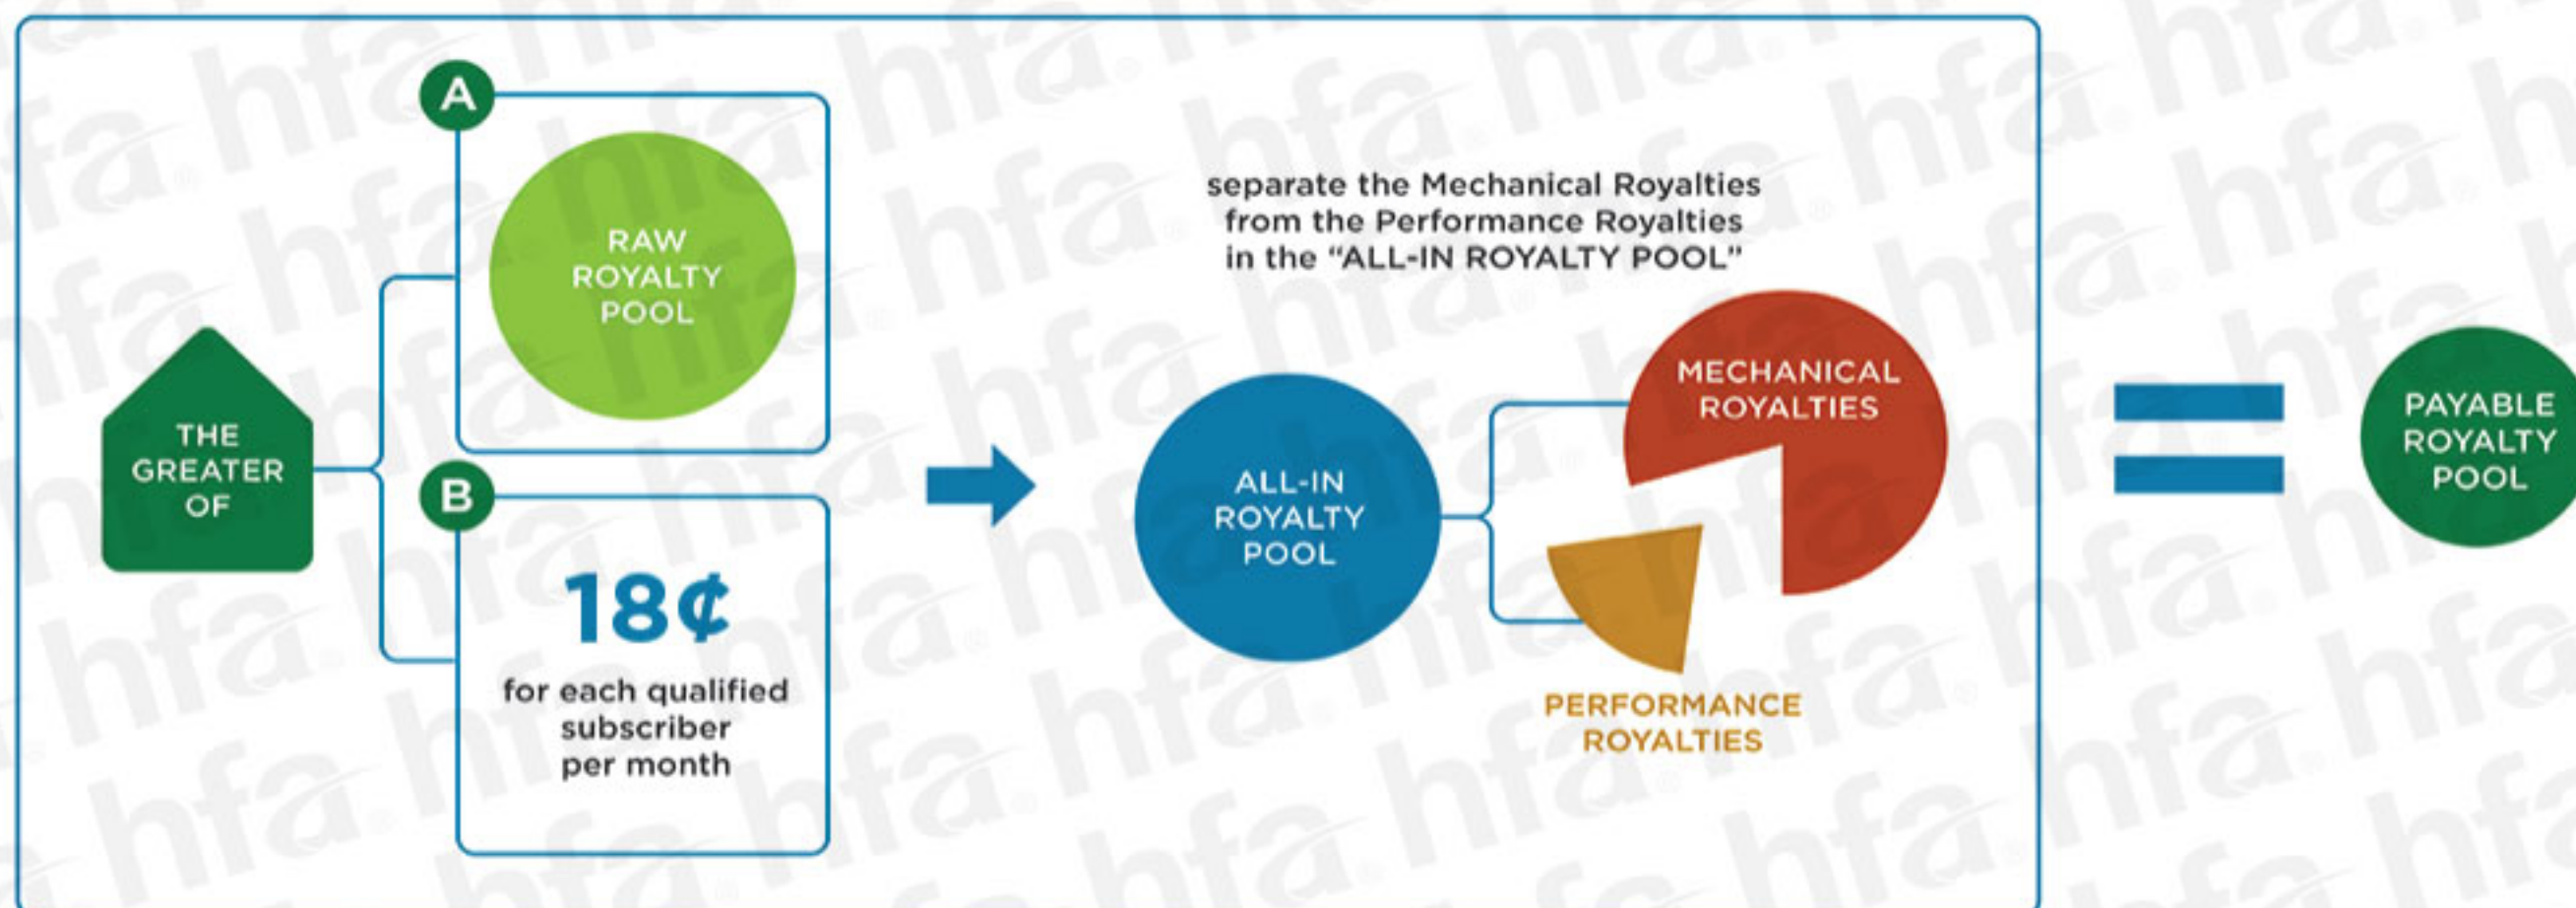 THE
GREATER
OF
A
RAW
ROYALTY
POOL
B
18¢
for each qualified
subscriber
per month
separate the Mechanical Royalties
from the Performance Royalties
in the “ALL-IN ROYALTY POOL”
ALL-IN
ROYALTY
POOL
MECHANICAL
ROYALTIES
PERFORMANCE
ROYALTIES
PAYABLE
ROYALTY
POOL
hfa